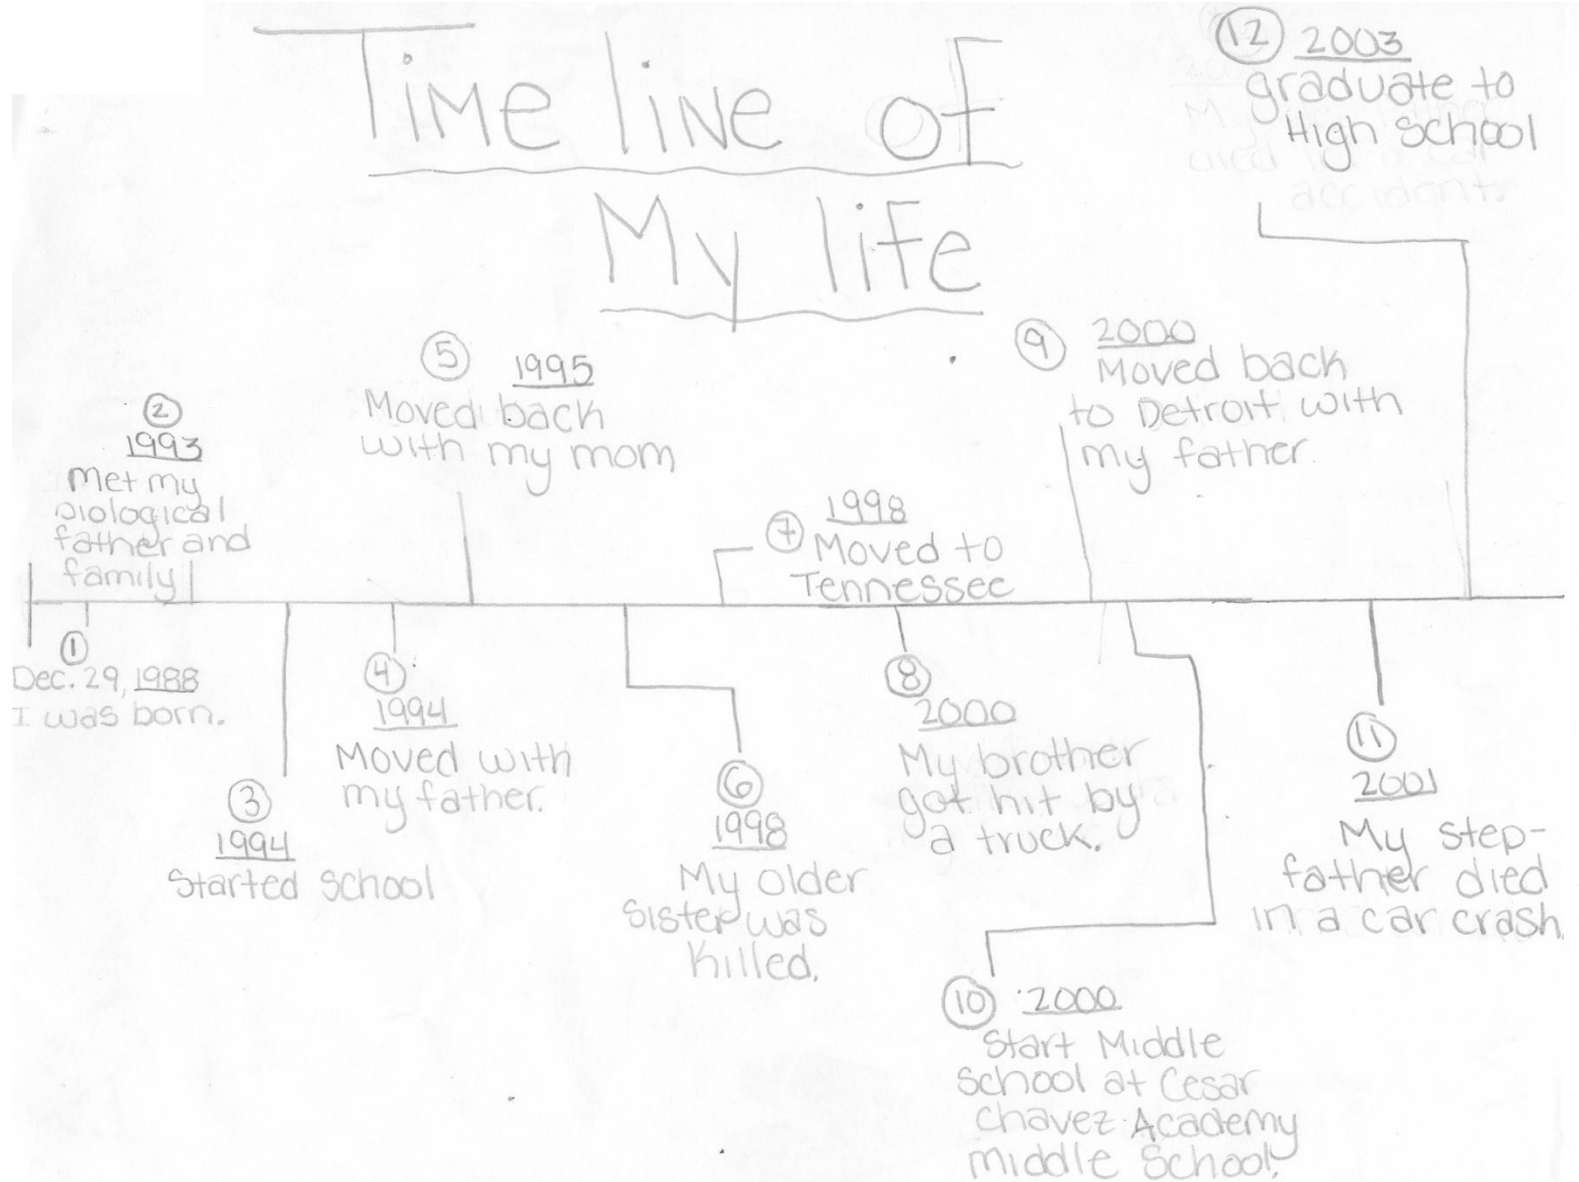 Time line of
My life
① Dec. 29, 1988
I was born.
② 1993
Met my
biological
father and
family
③ 1994
Started School
④ 1994
Moved with
my father.
⑤ 1995
Moved back
with my mom
⑥ 1998
My older
Sister was
Killed.
⑦ 1998
Moved to
Tennessee
⑧ 2000
My brother
got hit by
a truck.
⑨ 2000
Moved back
to Detroit with
my father.
⑩ 2000
Start Middle
School at Cesar
Chavez Academy
Middle School.
⑪ 2001
My step-
father died
in a car crash.
⑫ 2003
graduate to
High School
died in a car
accident.